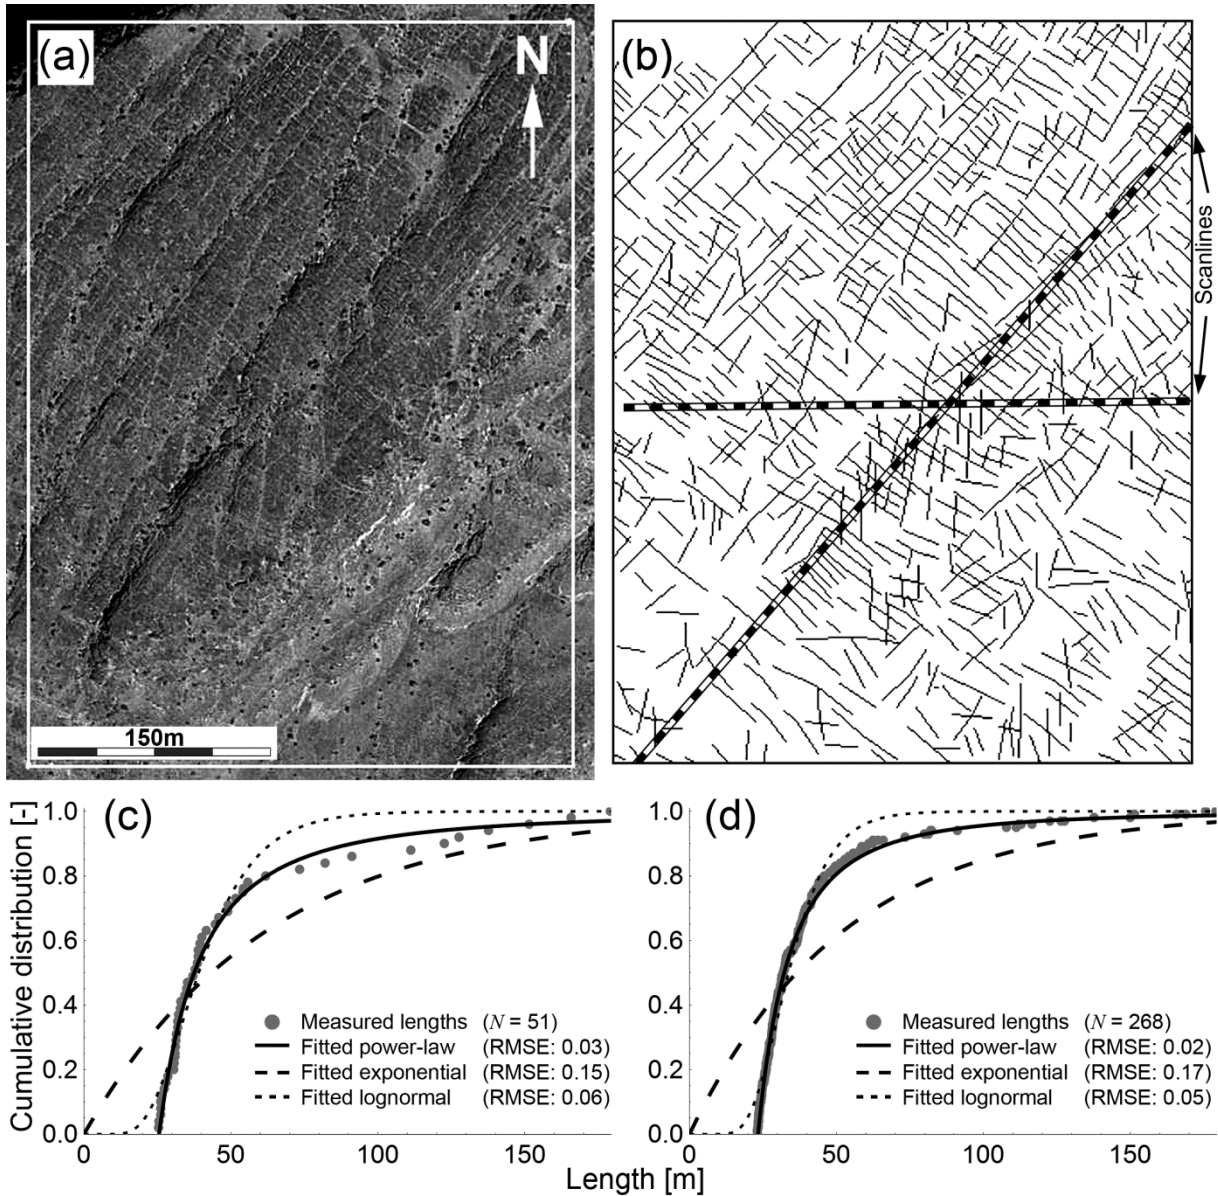 (a)
N
150m
(b)
Scanlines
(c)
Cumulative distribution [-]
1.0
0.8
0.6
0.4
0.2
0.0
Measured lengths (N = 51)
Fitted power-law (RMSE: 0.03)
Fitted exponential (RMSE: 0.15)
Fitted lognormal (RMSE: 0.06)
0 50 100 150
(d)
1.0
0.8
0.6
0.4
0.2
0.0
Measured lengths (N = 268)
Fitted power-law (RMSE: 0.02)
Fitted exponential (RMSE: 0.17)
Fitted lognormal (RMSE: 0.05)
0 50 100 150
Length [m]